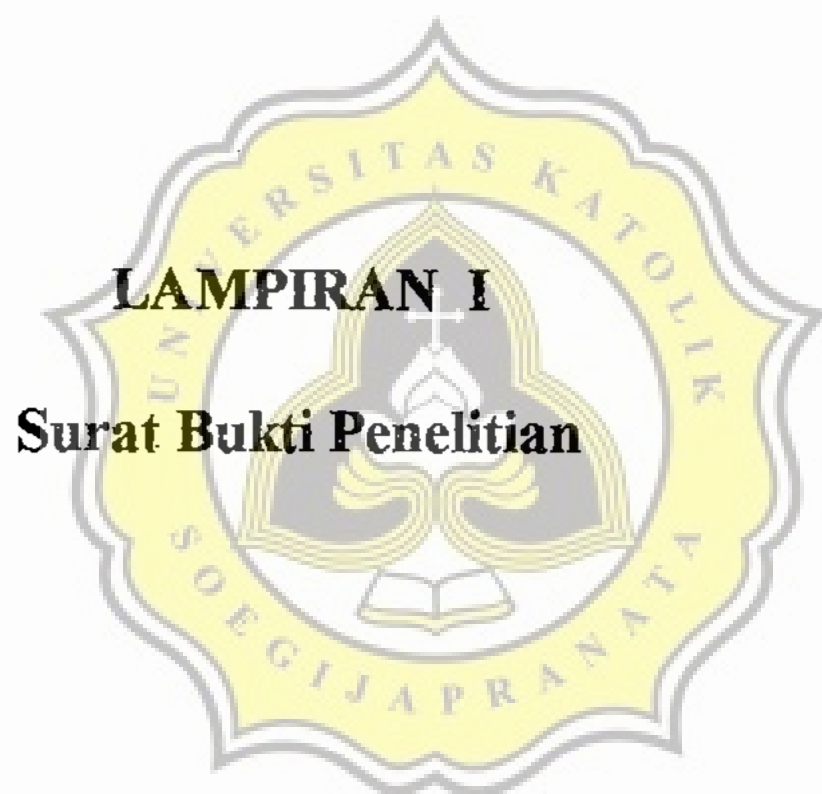 UNIVERSITAS KATOLIK
LAMPIRAN I
Surat Bukti Penelitian
SOEGIJAPRANATA